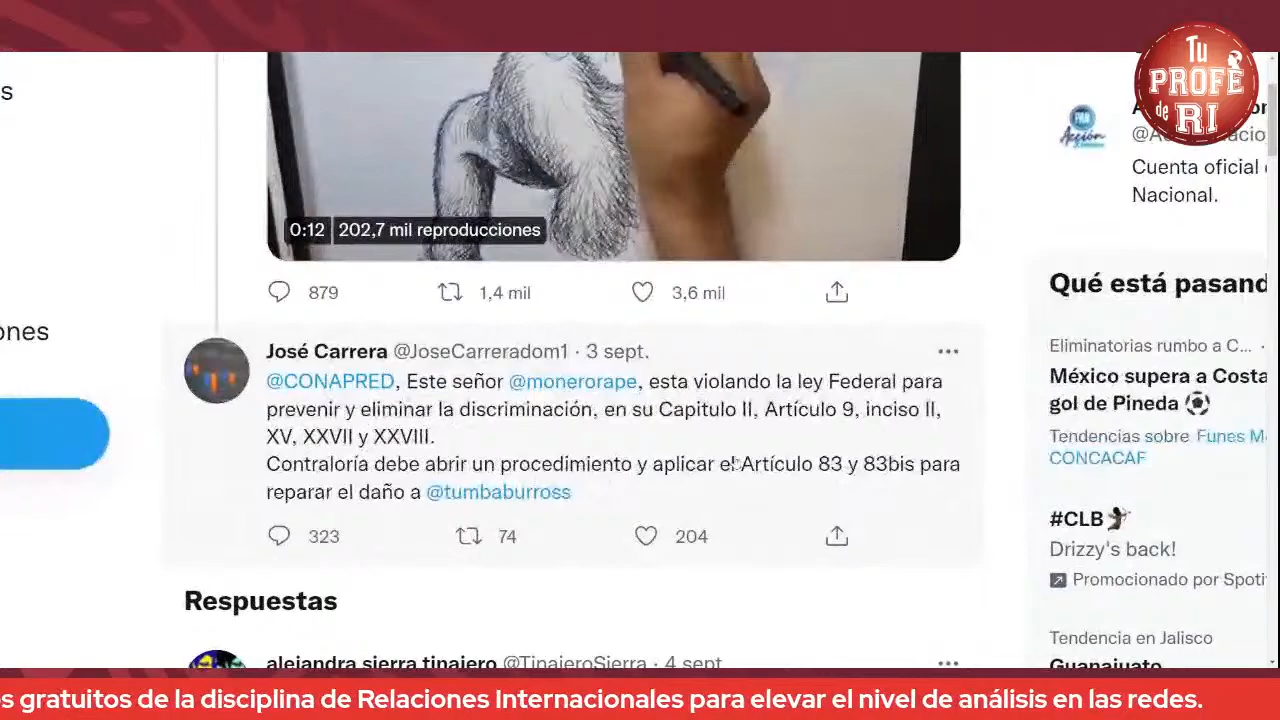 Tu
PROFE
de RI
s
ones
0:12 202,7 mil reproducciones
879 1,4 mil 3,6 mil
José Carrera @JoseCarreradom1 · 3 sept.
@CONAPRED, Este señor @monerorape, esta violando la ley Federal para
prevenir y eliminar la discriminación, en su Capitulo II, Artículo 9, inciso II,
XV, XXVII y XXVIII.
Contraloría debe abrir un procedimiento y aplicar el Artículo 83 y 83bis para
reparar el daño a @tumbaburross
323 74 204
Respuestas
alejandra sierra tinajero @TinajeroSierra · 4 sept.
PAN
Acción
Cuenta oficial
Nacional.
Qué está pasand
Eliminatorias rumbo a C... ·
México supera a Costa
gol de Pineda
Tendencias sobre Funes M
CONCACAF
#CLB
Drizzy's back!
Promocionado por Spoti
Tendencia en Jalisco
Guanajuato
s gratuitos de la disciplina de Relaciones Internacionales para elevar el nivel de análisis en las redes.